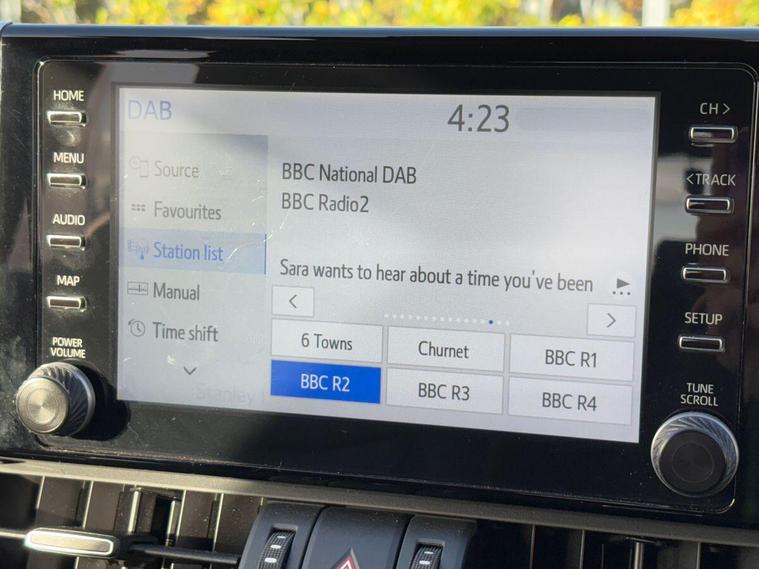 HOME
MENU
AUDIO
MAP
POWER
VOLUME
DAB
4:23
Source
Favourites
Station list
Manual
Time shift
Stanley
BBC National DAB
BBC Radio2
Sara wants to hear about a time you've been
6 Towns
Churnet
BBC R1
BBC R2
BBC R3
BBC R4
CH >
< TRACK
PHONE
SETUP
TUNE
SCROLL